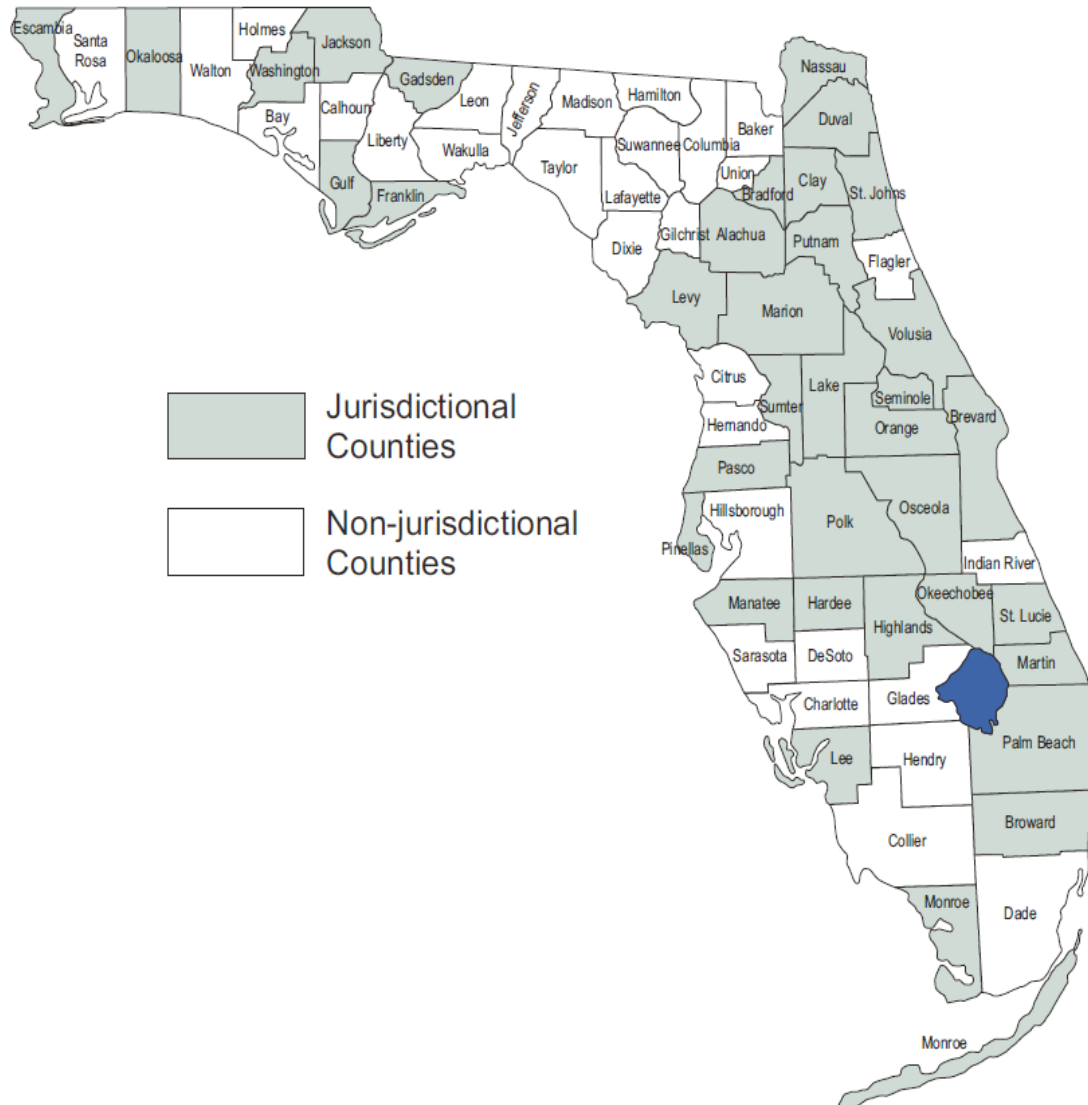 Escambia
Santa
Rosa
Okaloosa
Walton
Holmes
Washington
Jackson
Bay
Calhoun
Gulf
Gadsden
Liberty
Franklin
Leon
Wakulla
Jefferson
Madison
Taylor
Hamilton
Suwannee
Lafayette
Dixie
Columbia
Gilchrist
Baker
Union
Bradford
Alachua
Levy
Nassau
Duval
Clay
St. Johns
Putnam
Flagler
Marion
Volusia
Citrus
Sumter
Lake
Seminole
Hernando
Orange
Brevard
Pasco
Jurisdictional
Counties
Non-jurisdictional
Counties
Hillsborough
Pinellas
Polk
Osceola
Indian River
Manatee
Hardee
Highlands
Okeechobee
St. Lucie
Sarasota
DeSoto
Martin
Charlotte
Glades
Lee
Hendry
Palm Beach
Collier
Broward
Monroe
Dade
Monroe